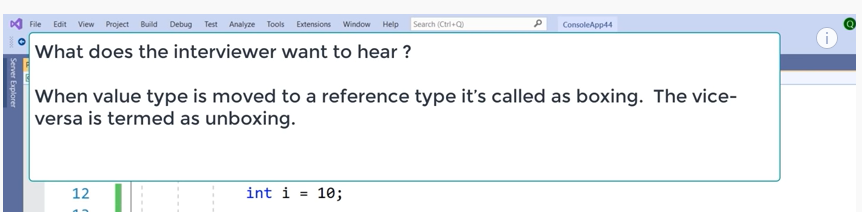 File Edit View Project Build Debug Test Analyze Tools Extensions Window Help Search (Ctrl+Q) ConsoleApp44
What does the interviewer want to hear ?
When value type is moved to a reference type it's called as boxing. The vice-
versa is termed as unboxing.
Server Explorer
12 int i = 10;